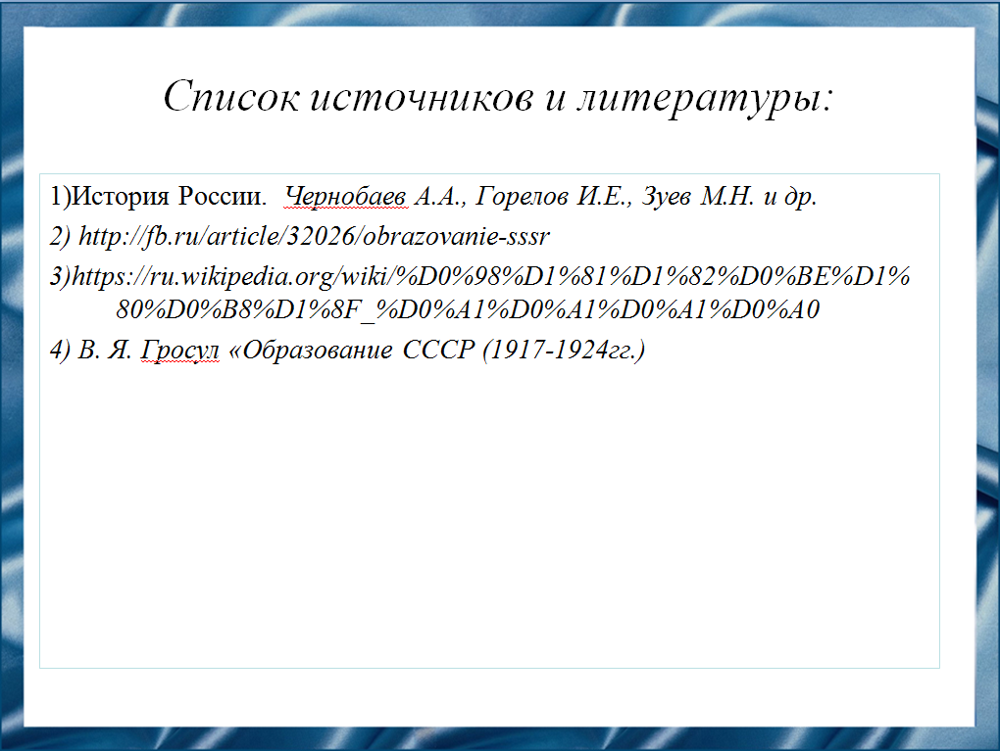 Список источников и литературы:
1)История России.  Чернобаев А.А., Горелов И.Е., Зуев М.Н. и др.
2) http://fb.ru/article/32026/obrazovanie-sssr
3)https://ru.wikipedia.org/wiki/%D0%98%D1%81%D1%82%D0%BE%D1%
80%D0%B8%D1%8F_%D0%A1%D0%A1%D0%A1%D0%A0
4) В. Я. Гросул «Образование СССР (1917-1924гг.)